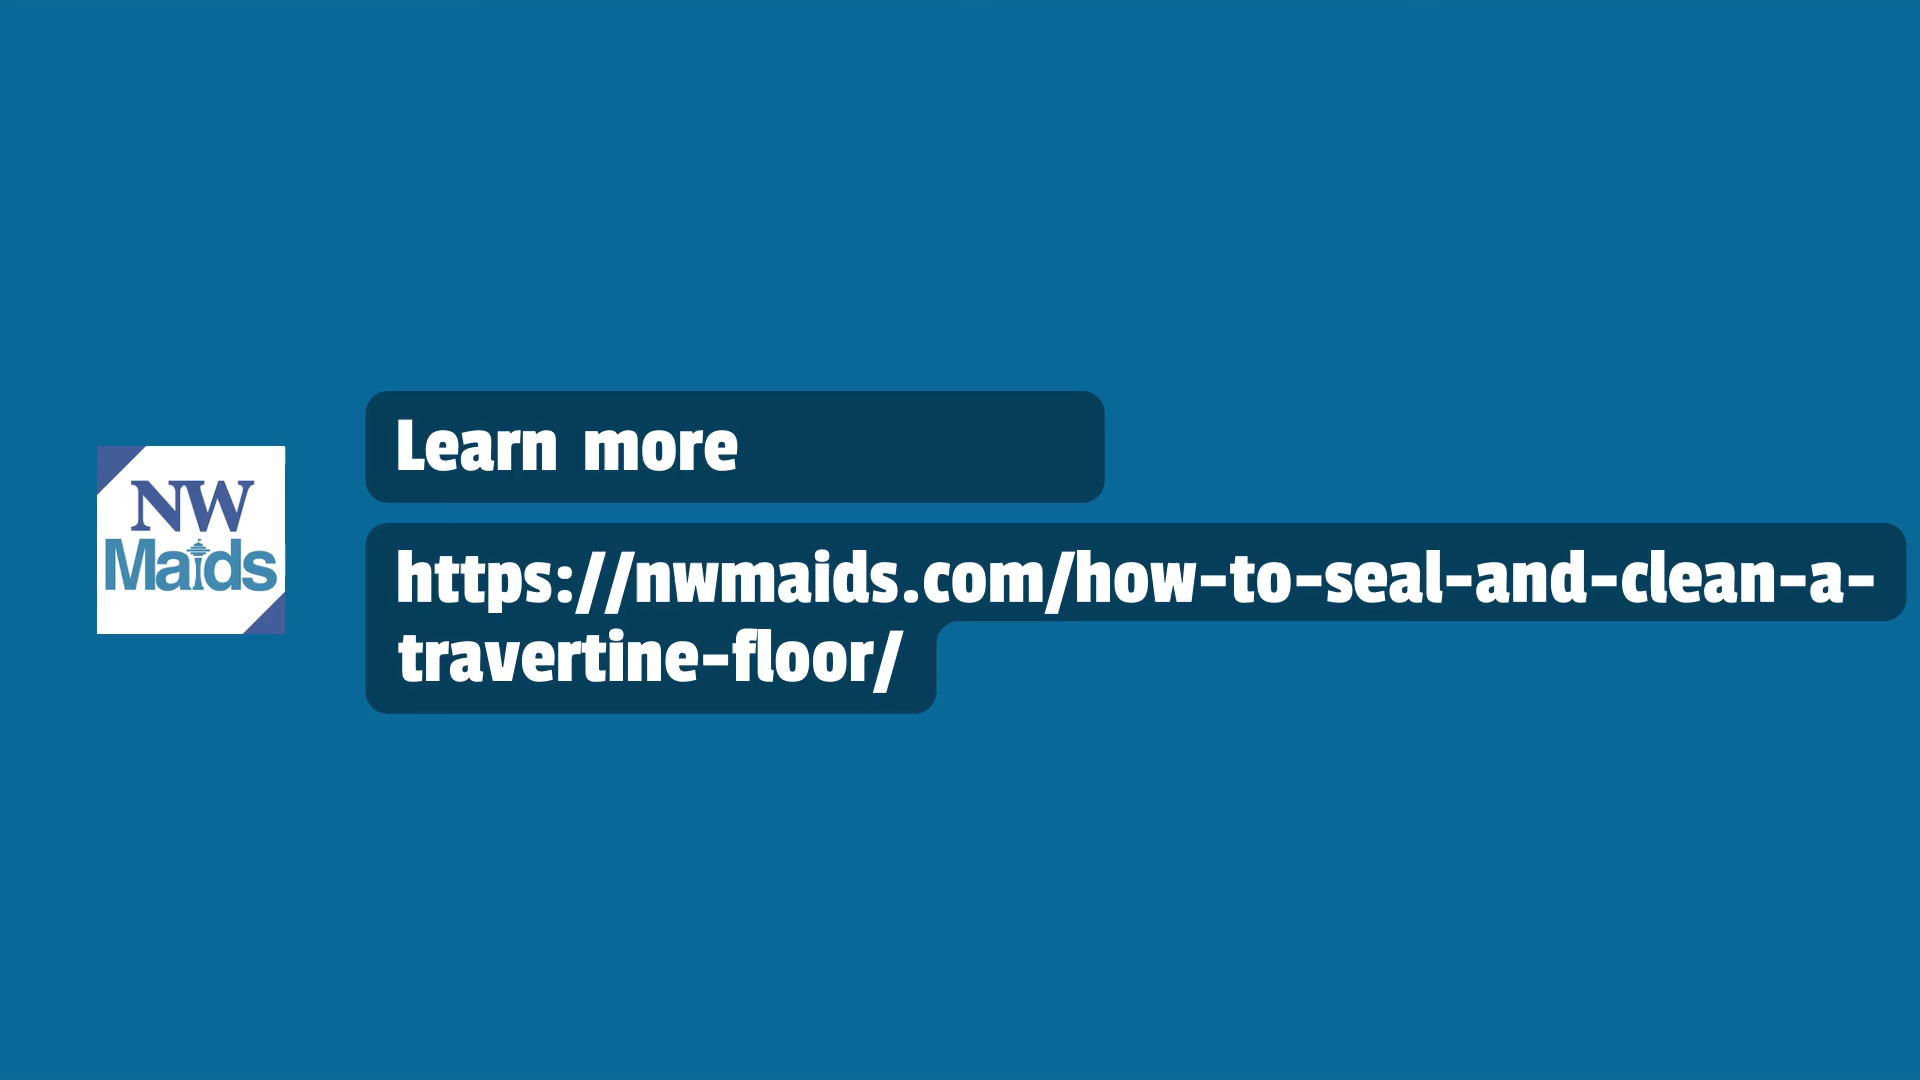 NW
Maids
Learn more
https://nwmaids.com/how-to-seal-and-clean-a-
travertine-floor/